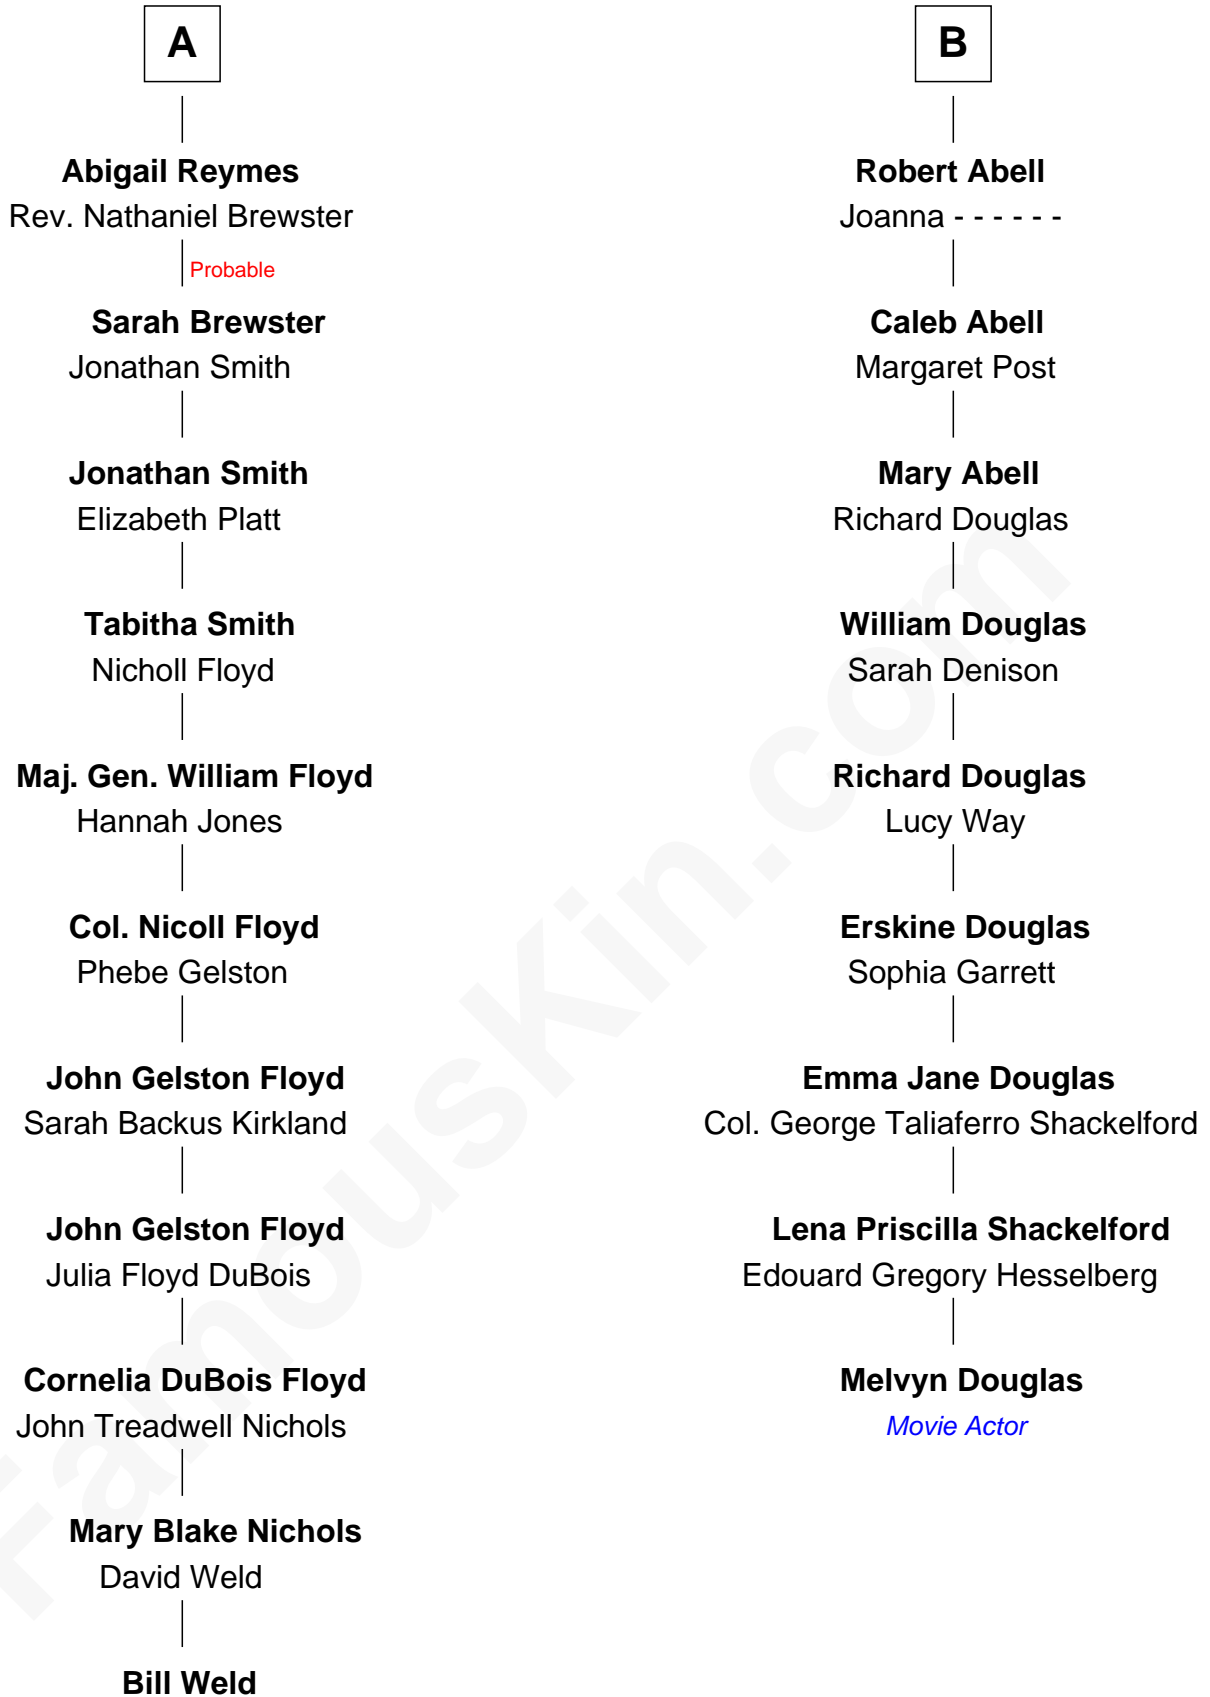 A
Abigail Reymes
Rev. Nathaniel Brewster
Probable
Sarah Brewster
Jonathan Smith
Jonathan Smith
Elizabeth Platt
Tabitha Smith
Nicholl Floyd
Maj. Gen. William Floyd
Hannah Jones
Col. Nicoll Floyd
Phebe Gelston
John Gelston Floyd
Sarah Backus Kirkland
John Gelston Floyd
Julia Floyd DuBois
Cornelia DuBois Floyd
John Treadwell Nichols
Mary Blake Nichols
David Weld
Bill Weld
B
Robert Abell
Joanna - - - - - -
Caleb Abell
Margaret Post
Mary Abell
Richard Douglas
William Douglas
Sarah Denison
Richard Douglas
Lucy Way
Erskine Douglas
Sophia Garrett
Emma Jane Douglas
Col. George Taliaferro Shackelford
Lena Priscilla Shackelford
Edouard Gregory Hesselberg
Melvyn Douglas
Movie Actor
FamousKin.com